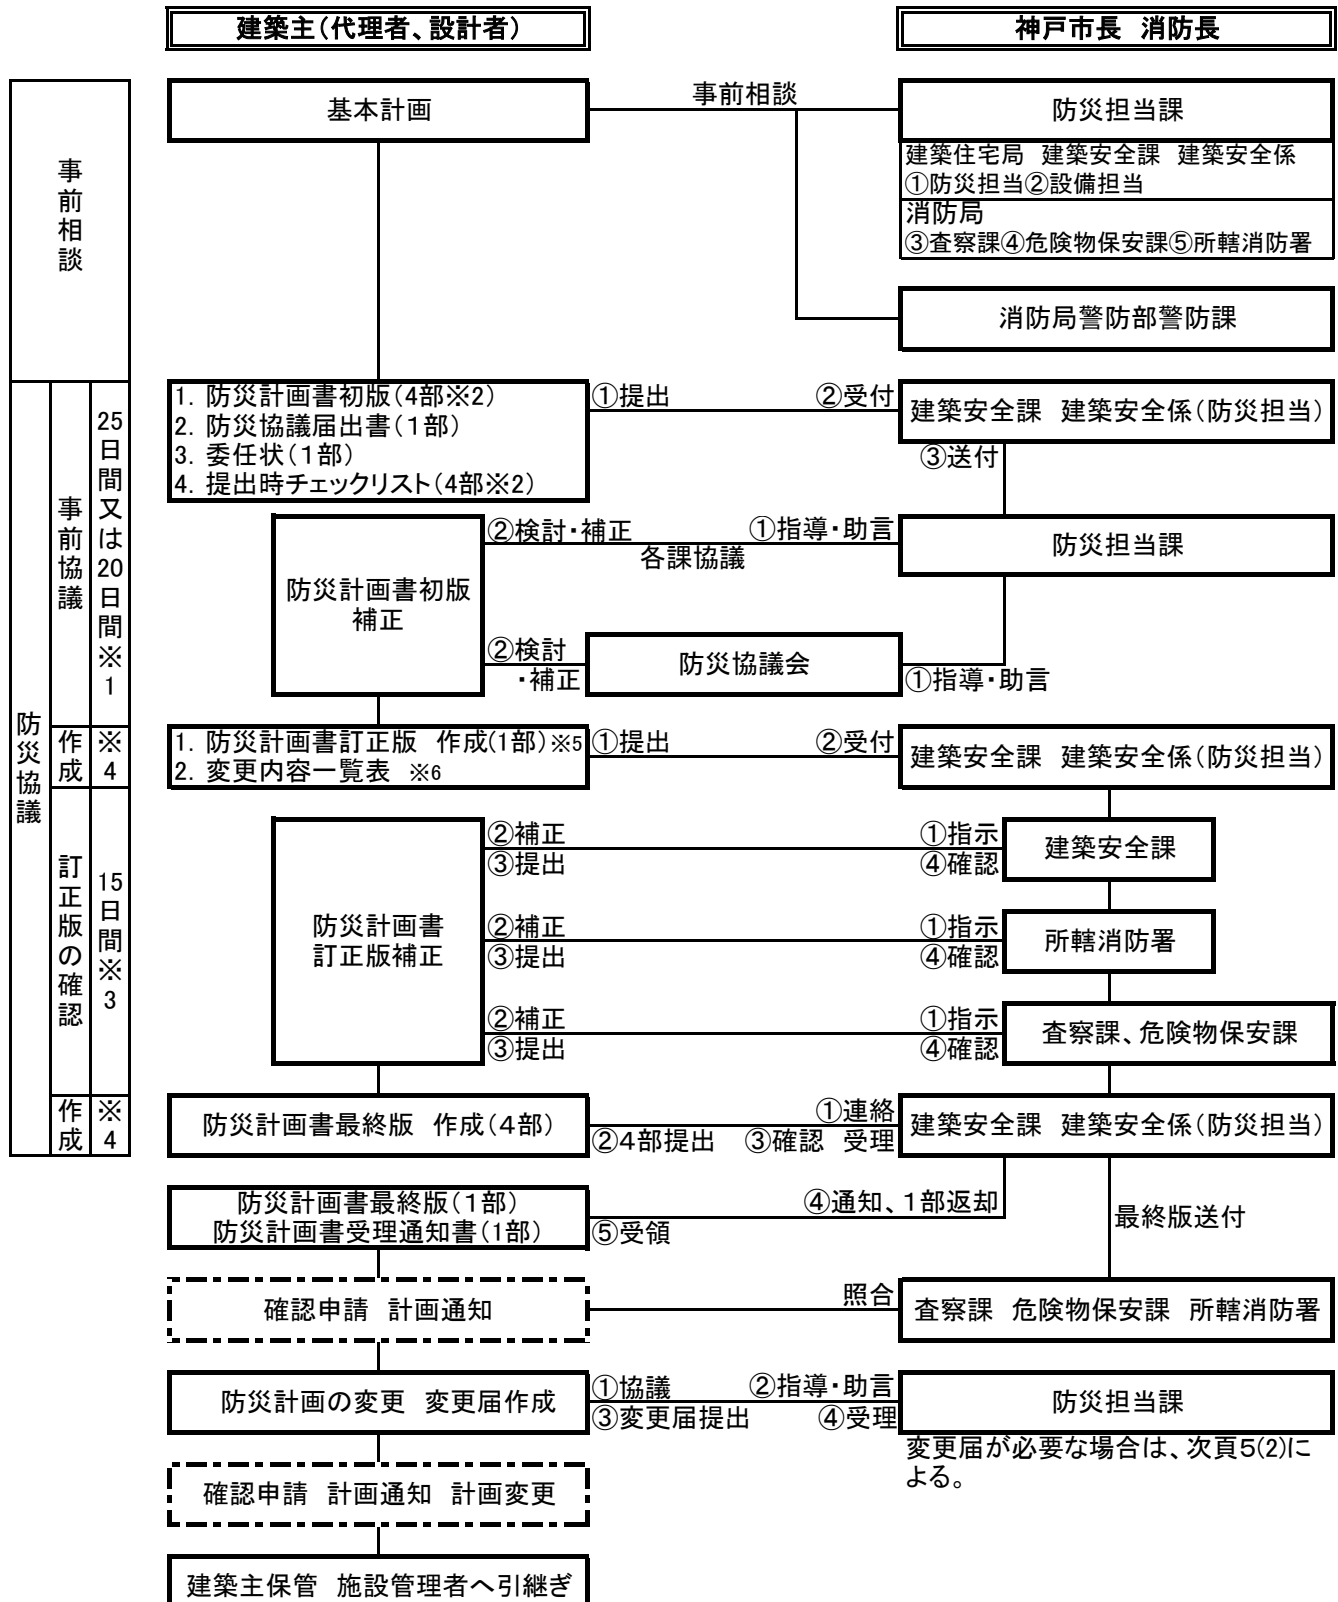 建築主（代理者、設計者）
神戸市長　消防長
事前相談
基本計画
事前相談
防災担当課
建築住宅局　建築安全課　建築安全係
①防災担当②設備担当
消防局
③査察課④危険物保安課⑤所轄消防署
消防局警防部警防課
防災協議
事前協議
25日間又は20日間※1
1. 防災計画書初版（4部※2）
2. 防災協議届出書（１部）
3. 委任状（１部）
4. 提出時チェックリスト（4部※2）
①提出
②受付
建築安全課　建築安全係（防災担当）
③送付
防災計画書初版
補正
②検討・補正
①指導・助言
各課協議
防災担当課
②検討
・補正
防災協議会
①指導・助言
作成
※4
1. 防災計画書訂正版　作成(1部)※5
2. 変更内容一覧表　※6
①提出
②受付
建築安全課　建築安全係（防災担当）
訂正版の確認
15日間※3
防災計画書
訂正版補正
②補正
③提出
①指示
④確認
建築安全課
②補正
③提出
①指示
④確認
所轄消防署
②補正
③提出
①指示
④確認
査察課、危険物保安課
作成
※4
防災計画書最終版　作成（４部）
①連絡
②４部提出
③確認　受理
建築安全課　建築安全係（防災担当）
防災計画書最終版（１部）
防災計画書受理通知書（1部）
④通知、１部返却
⑤受領
最終版送付
確認申請　計画通知
照合
査察課　危険物保安課　所轄消防署
防災計画の変更　変更届作成
①協議
②指導・助言
③変更届提出
④受理
防災担当課
変更届が必要な場合は、次頁５(2)に
よる。
確認申請　計画通知　計画変更
建築主保管　施設管理者へ引継ぎ